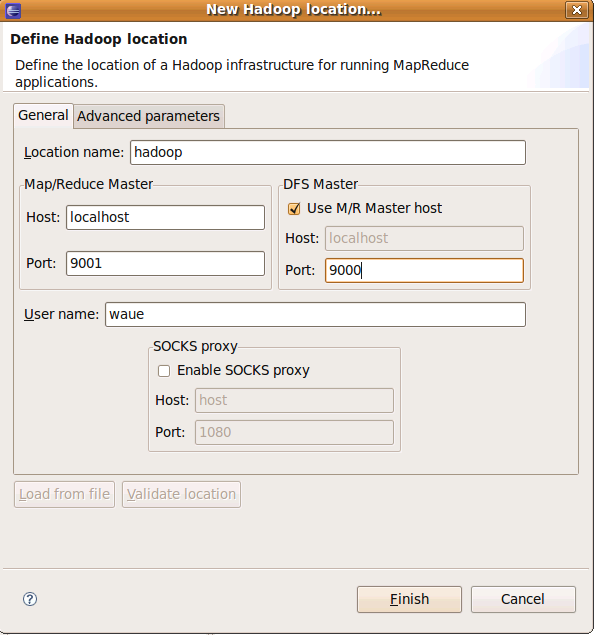 New Hadoop location...
Define Hadoop location
Define the location of a Hadoop infrastructure for running MapReduce
applications.
General Advanced parameters
Location name: hadoop
Map/Reduce Master
Host: localhost
Port: 9001
DFS Master
Use M/R Master host
Host: localhost
Port: 9000
User name: waue
SOCKS proxy
Enable SOCKS proxy
Host: host
Port: 1080
Load from file Validate location
? Finish Cancel